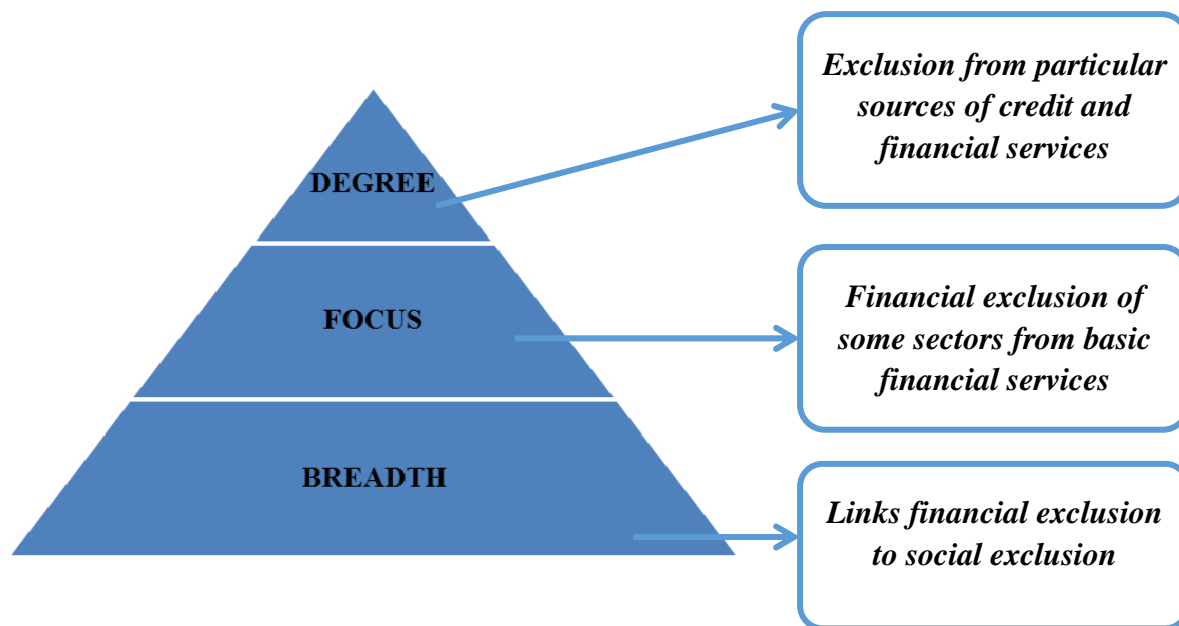 DEGREE
Exclusion from particular
sources of credit and
financial services
FOCUS
Financial exclusion of
some sectors from basic
financial services
BREADTH
Links financial exclusion
to social exclusion